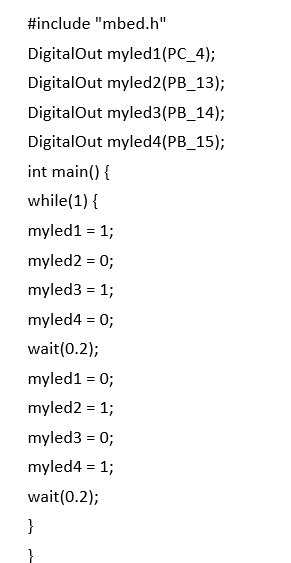 #include "mbed.h"
DigitalOut myled1(PC_4);
DigitalOut myled2(PB_13);
DigitalOut myled3(PB_14);
DigitalOut myled4(PB_15);
int main() {
while(1) {
myled1 = 1;
myled2 = 0;
myled3 = 1;
myled4 = 0;
wait(0.2);
myled1 = 0;
myled2 = 1;
myled3 = 0;
myled4 = 1;
wait(0.2);
}
}